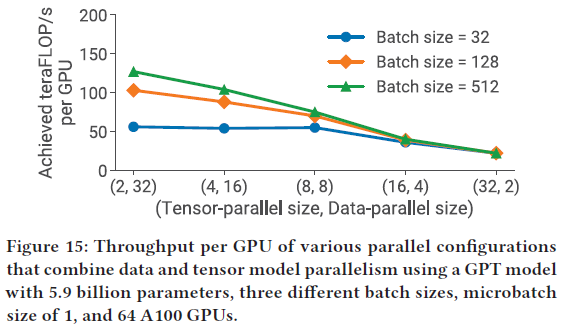 200
150
100
50
0
Achieved teraFLOP/s
per GPU
Batch size = 32
Batch size = 128
Batch size = 512
(2, 32) (4, 16) (8, 8) (16, 4) (32, 2)
(Tensor-parallel size, Data-parallel size)
Figure 15: Throughput per GPU of various parallel configurations
that combine data and tensor model parallelism using a GPT model
with 5.9 billion parameters, three different batch sizes, microbatch
size of 1, and 64 A100 GPUs.